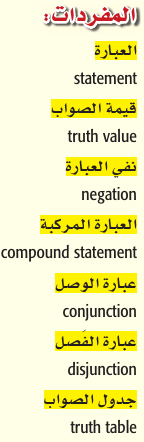 المفردات:
العبارة
statement
قيمة الصواب
truth value
نفي العبارة
negation
العبارة المركبة
compound statement
عبارة الوصل
conjunction
عبارة الفَصل
disjunction
جدول الصواب
truth table